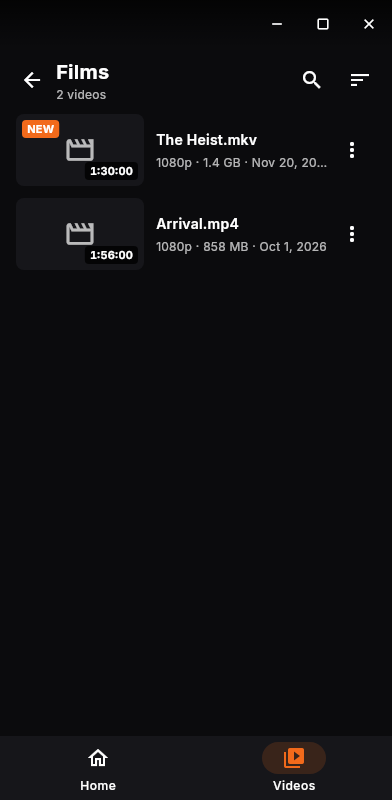 Films
2 videos
NEW
1:30:00
The Heist.mkv
1080p · 1.4 GB · Nov 20, 20...
1:56:00
Arrival.mp4
1080p · 858 MB · Oct 1, 2026
Home
Videos